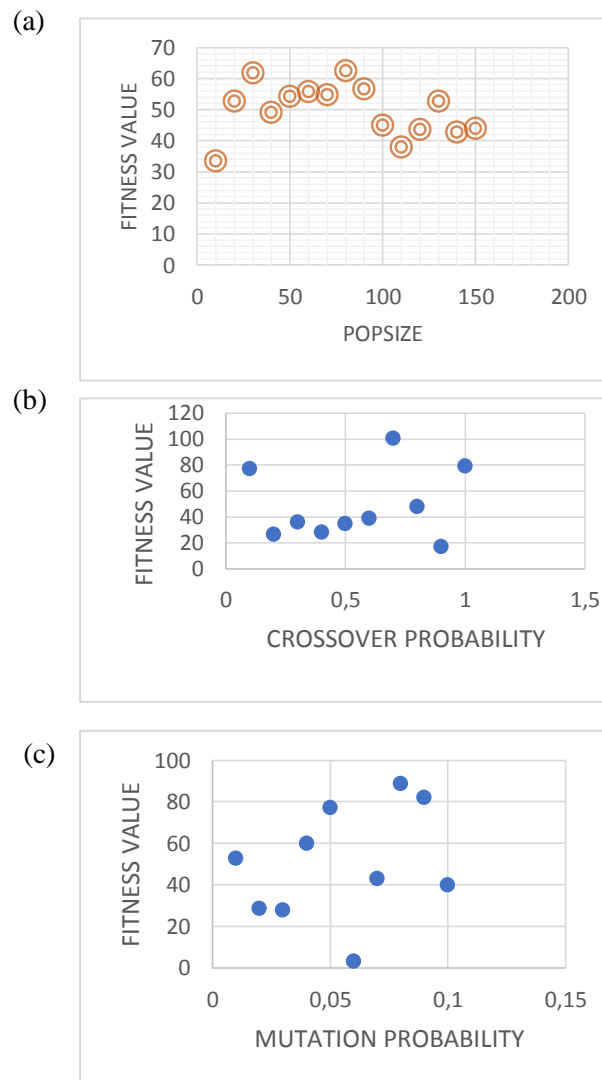 (a)
70
60
50
40
30
20
10
0
FITNESS VALUE
0 50 100 150 200
POPSIZE
(b)
120
100
80
60
40
20
0
FITNESS VALUE
0 0,5 1 1,5
CROSSOVER PROBABILITY
(c)
100
80
60
40
20
0
FITNESS VALUE
0 0,05 0,1 0,15
MUTATION PROBABILITY